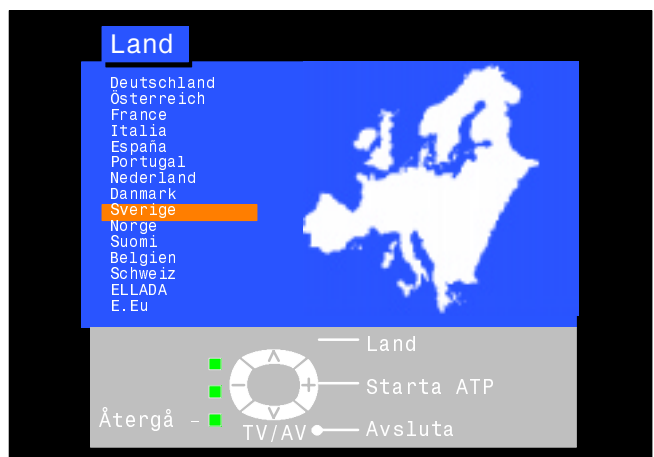 Land
Deutschland
Österreich
France
Italia
España
Portugal
Nederland
Danmark
Sverige
Norge
Suomi
Belgien
Schweiz
ELLADA
E.Eu
Land
Starta ATP
Återgå -
TV/AV
Avsluta